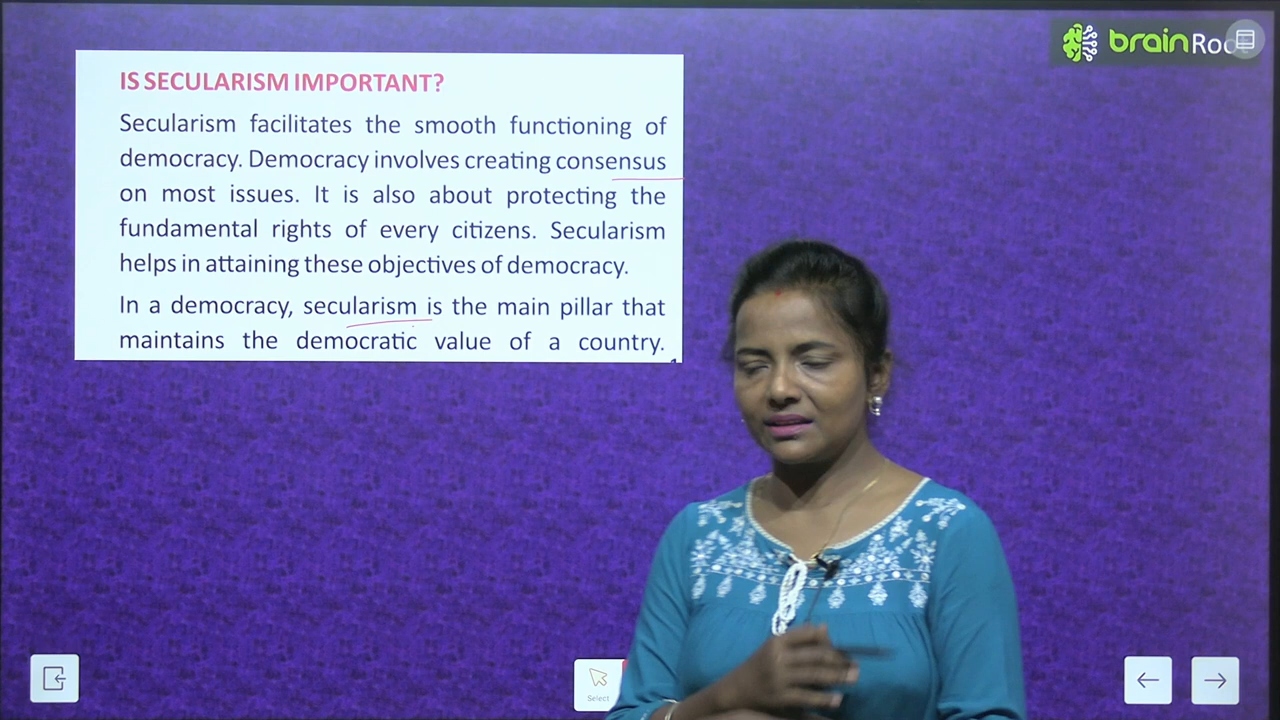 brainRoot
IS SECULARISM IMPORTANT?
Secularism facilitates the smooth functioning of
democracy. Democracy involves creating consensus
on most issues. It is also about protecting the
fundamental rights of every citizens. Secularism
helps in attaining these objectives of democracy.
In a democracy, secularism is the main pillar that
maintains the democratic value of a country.
Select